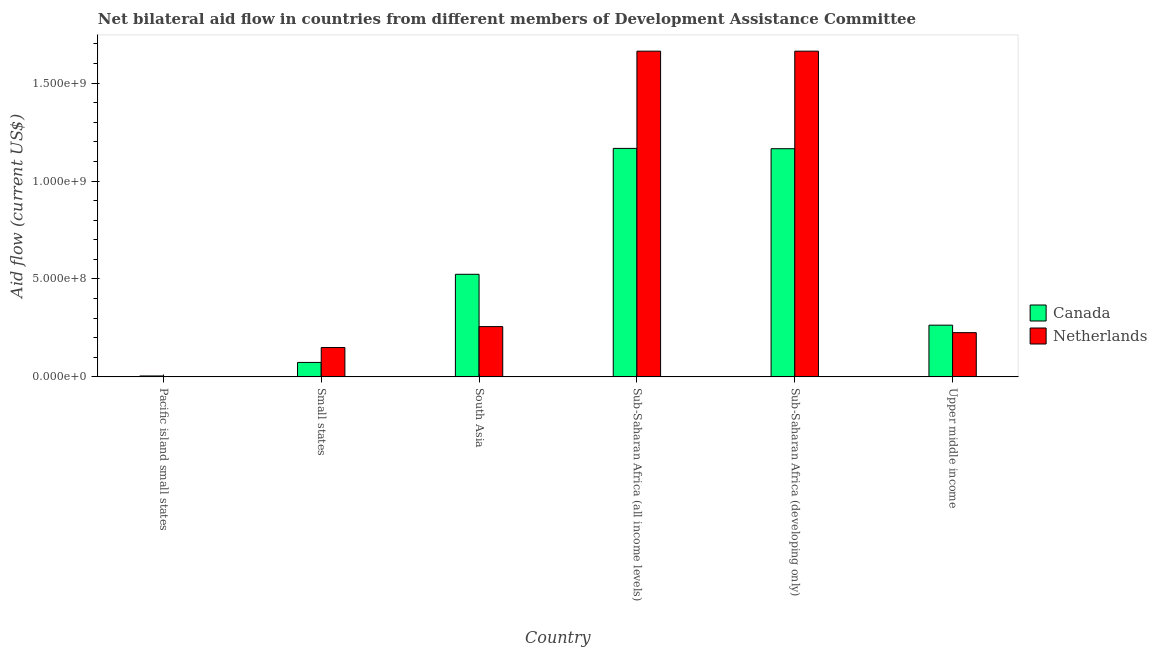 Net bilateral aid flow in countries from different members of Development Assistance Committee
Aid flow (current US$)
1.500e+9
1.000e+9
5.000e+8
0.000e+0
Canada
Netherlands
Pacific island small states
Small states
South Asia
Sub-Saharan Africa (all income levels)
Sub-Saharan Africa (developing only)
Upper middle income
Country